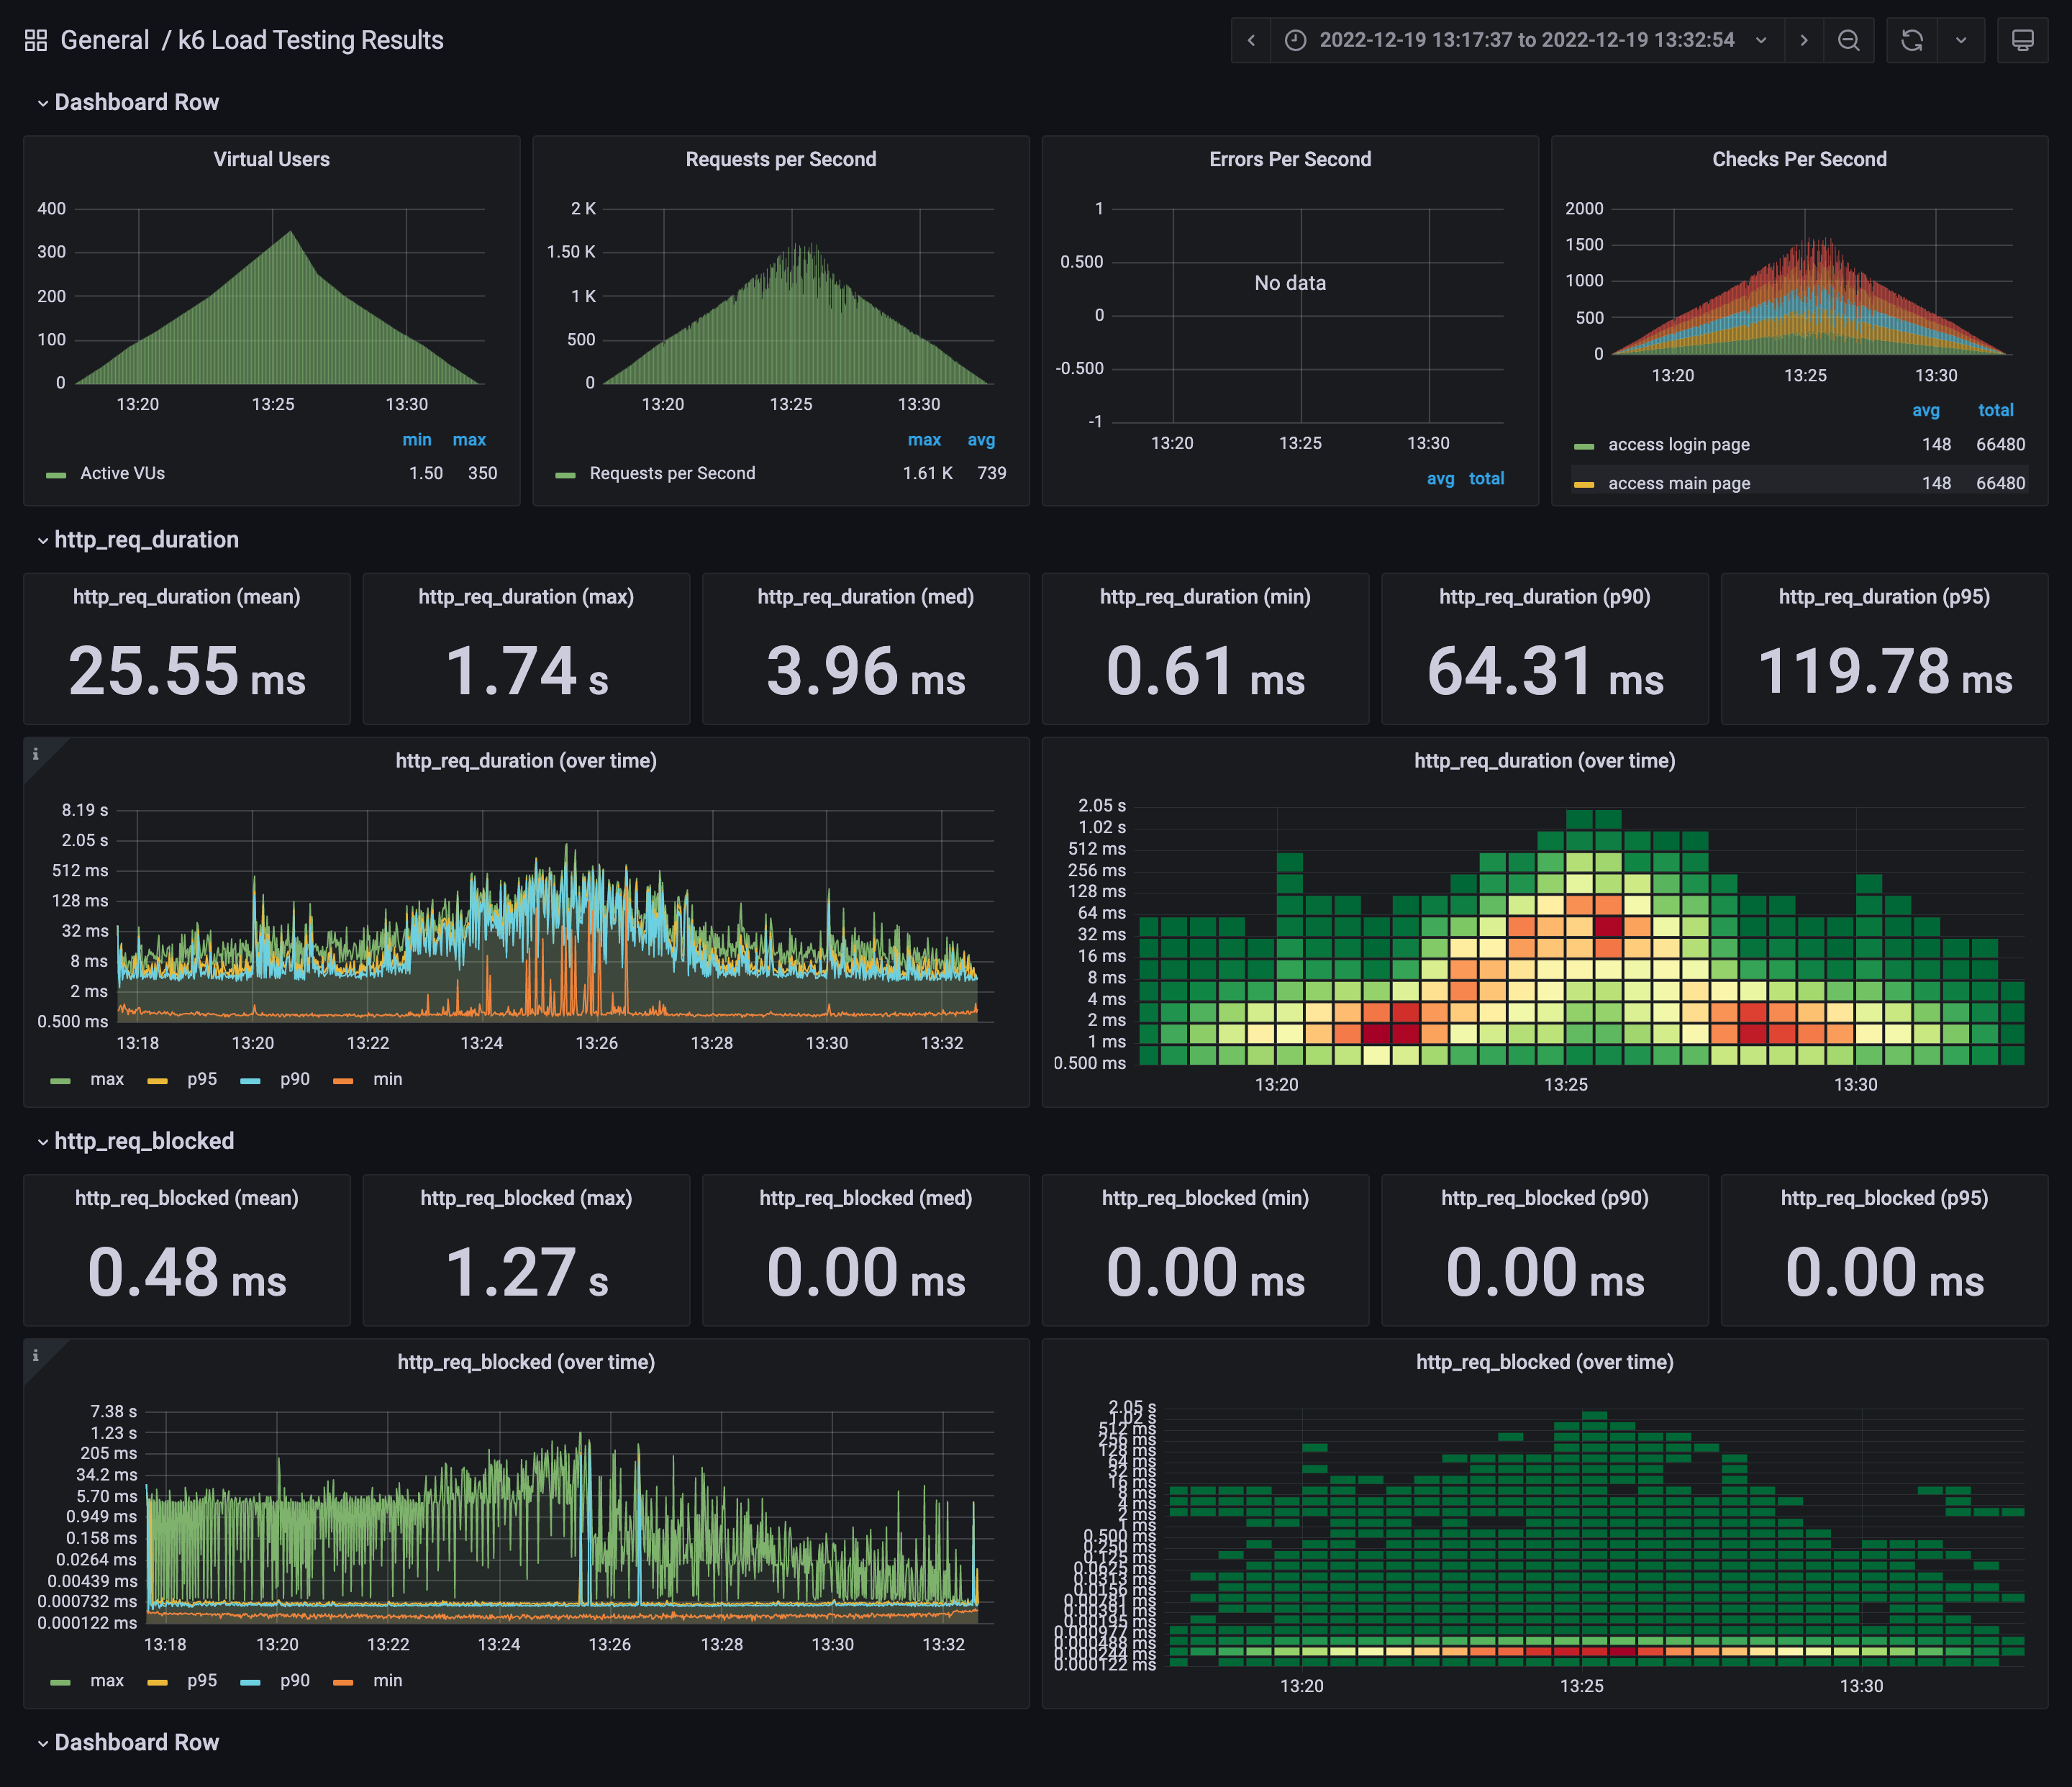 General / k6 Load Testing Results
2022-12-19 13:17:37 to 2022-12-19 13:32:54
Dashboard Row
Virtual Users
400
300
200
100
0
13:20 13:25 13:30
min max
Active VUs 1.50 350
Requests per Second
2 K
1.50 K
1 K
500
0
13:20 13:25 13:30
max avg
Requests per Second 1.61 K 739
Errors Per Second
1
0.500
0
-0.500
-1
No data
13:20 13:25 13:30
avg total
Checks Per Second
2000
1500
1000
500
0
13:20 13:25 13:30
avg total
access login page 148 66480
access main page 148 66480
http_req_duration
http_req_duration (mean)
25.55 ms
http_req_duration (max)
1.74 s
http_req_duration (med)
3.96 ms
http_req_duration (min)
0.61 ms
http_req_duration (p90)
64.31 ms
http_req_duration (p95)
119.78 ms
i
http_req_duration (over time)
8.19 s
2.05 s
512 ms
128 ms
32 ms
8 ms
2 ms
0.500 ms
13:18 13:20 13:22 13:24 13:26 13:28 13:30 13:32
max p95 p90 min
http_req_duration (over time)
2.05 s
1.02 s
512 ms
256 ms
128 ms
64 ms
32 ms
16 ms
8 ms
4 ms
2 ms
1 ms
0.500 ms
13:20 13:25 13:30
http_req_blocked
http_req_blocked (mean)
0.48 ms
http_req_blocked (max)
1.27 s
http_req_blocked (med)
0.00 ms
http_req_blocked (min)
0.00 ms
http_req_blocked (p90)
0.00 ms
http_req_blocked (p95)
0.00 ms
i
http_req_blocked (over time)
7.38 s
1.23 s
205 ms
34.2 ms
5.70 ms
0.949 ms
0.158 ms
0.0264 ms
0.00439 ms
0.000732 ms
0.000122 ms
13:18 13:20 13:22 13:24 13:26 13:28 13:30 13:32
max p95 p90 min
http_req_blocked (over time)
2.05 s
1.02 s
512 ms
256 ms
128 ms
64 ms
32 ms
16 ms
8 ms
4 ms
2 ms
1 ms
0.500 ms
0.250 ms
0.125 ms
0.0625 ms
0.0313 ms
0.0156 ms
0.00781 ms
0.00391 ms
0.00195 ms
0.000977 ms
0.000488 ms
0.000244 ms
0.000122 ms
13:20 13:25 13:30
Dashboard Row